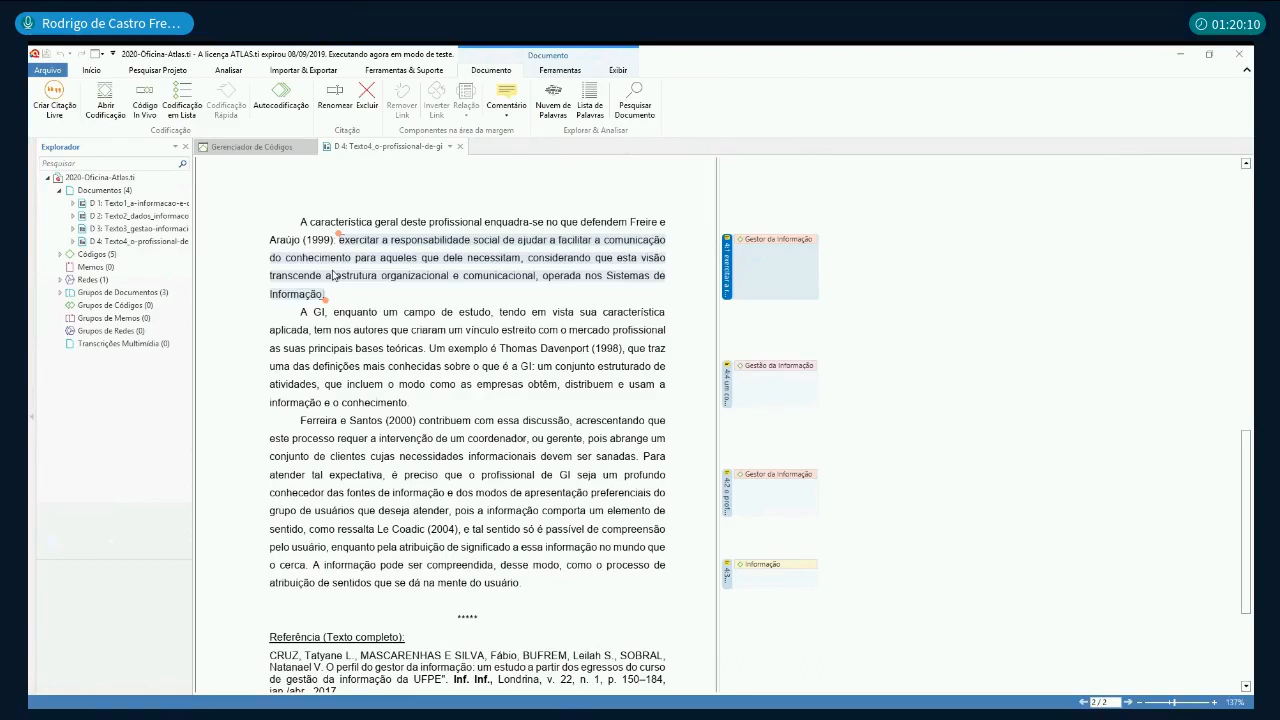 Rodrigo de Castro Fre…
01:20:10
2020-Oficina-Atlas.ti - A licença ATLAS.ti expirou 08/09/2019. Executando agora em modo de teste.
Documento
Arquivo Início Pesquisar Projeto Analisar Importar & Exportar Ferramentas & Suporte Documento Ferramentas Exibir
Criar Citação Livre
Abrir Codificação
Código In Vivo
Codificação em Lista
Codificação Rápida
Autocodificação
Renomear
Excluir
Remover Link
Inverter Link
Relação
Comentário
Nuvem de Palavras
Lista de Palavras
Pesquisar Documento
Codificação
Citação
Componentes na área da margem
Explorar & Analisar
Explorador
Gerenciador de Códigos
D 4: Texto4_o-profissional-de-gi
Pesquisar
2020-Oficina-Atlas.ti
Documentos (4)
D 1: Texto1_a-informacao-e-c
D 2: Texto2_dados_informaco
D 3: Texto3_gestao-informaci
D 4: Texto4_o-profissional-de
Códigos (5)
Memos (0)
Redes (1)
Grupos de Documentos (3)
Grupos de Códigos (0)
Grupos de Memos (0)
Grupos de Redes (0)
Transcrições Multimídia (0)
A característica geral deste profissional enquadra-se no que defendem Freire e
Araújo (1999): exercitar a responsabilidade social de ajudar a facilitar a comunicação
do conhecimento para aqueles que dele necessitam, considerando que esta visão
transcende a estrutura organizacional e comunicacional, operada nos Sistemas de
Informação.
A GI, enquanto um campo de estudo, tendo em vista sua característica
aplicada, tem nos autores que criaram um vínculo estreito com o mercado profissional
as suas principais bases teóricas. Um exemplo é Thomas Davenport (1998), que traz
uma das definições mais conhecidas sobre o que é a GI: um conjunto estruturado de
atividades, que incluem o modo como as empresas obtêm, distribuem e usam a
informação e o conhecimento.
Ferreira e Santos (2000) contribuem com essa discussão, acrescentando que
este processo requer a intervenção de um coordenador, ou gerente, pois abrange um
conjunto de clientes cujas necessidades informacionais devem ser sanadas. Para
atender tal expectativa, é preciso que o profissional de GI seja um profundo
conhecedor das fontes de informação e dos modos de apresentação preferenciais do
grupo de usuários que deseja atender, pois a informação comporta um elemento de
sentido, como ressalta Le Coadic (2004), e tal sentido só é passível de compreensão
pelo usuário, enquanto pela atribuição de significado a essa informação no mundo que
o cerca. A informação pode ser compreendida, desse modo, como o processo de
atribuição de sentidos que se dá na mente do usuário.
*****
Referência (Texto completo):
CRUZ, Tatyane L., MASCARENHAS E SILVA, Fábio, BUFREM, Leilah S., SOBRAL,
Natanael V. O perfil do gestor da informação: um estudo a partir dos egressos do curso
de gestão da informação da UFPE". Inf. Inf., Londrina, v. 22, n. 1, p. 150–184,
jan./abr., 2017.
4:1 exercitar a r...
Gestor da Informação
4:4 um co...
Gestão da Informação
4:2 o prof...
Gestor da Informação
4:3...
Informação
2 / 2
137%